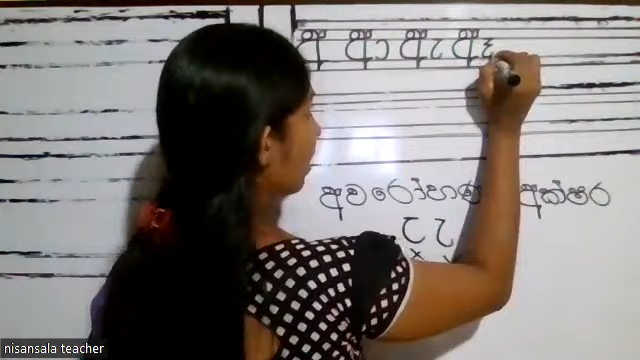 අ ආ ඇ ඈ
අවරෝහණ අක්ෂර
ට ද
nisansala teacher